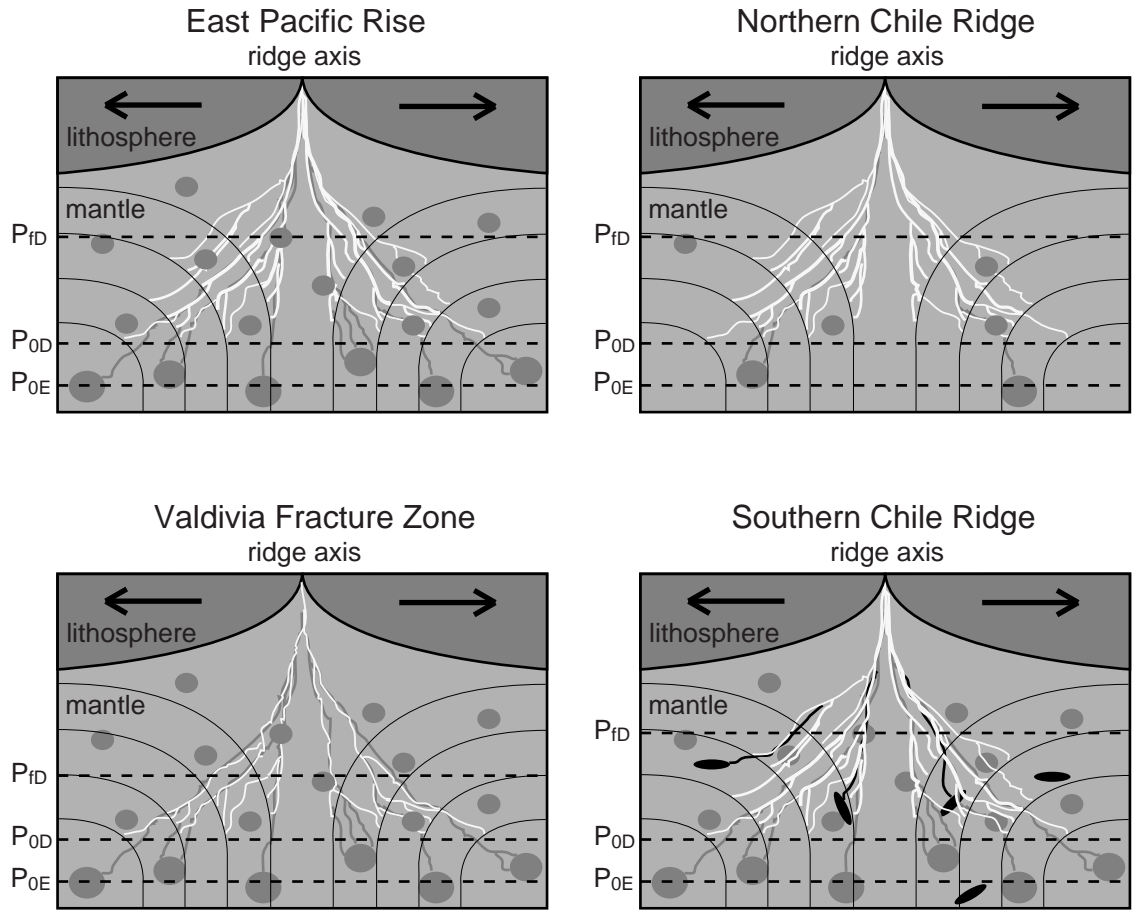 East Pacific Rise
ridge axis
lithosphere
mantle
PfD
P0D
P0E
Northern Chile Ridge
ridge axis
lithosphere
mantle
PfD
P0D
P0E
Valdivia Fracture Zone
ridge axis
lithosphere
mantle
PfD
P0D
P0E
Southern Chile Ridge
ridge axis
lithosphere
mantle
PfD
P0D
P0E